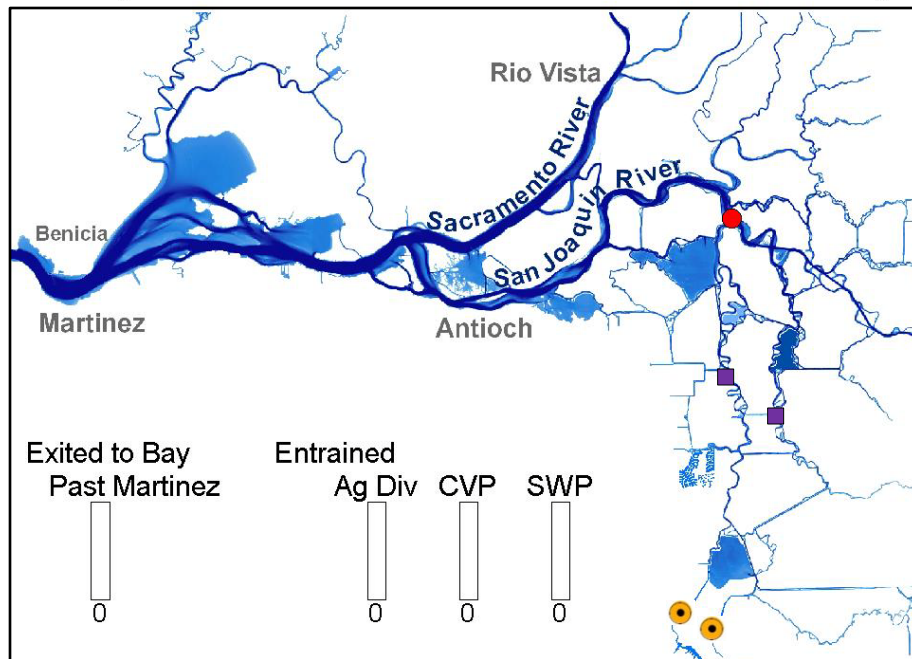 Rio Vista
Sacramento River
San Joaquin River
Benicia
Martinez
Antioch
Exited to Bay
Past Martinez
Entrained
Ag Div CVP SWP
0 0 0 0